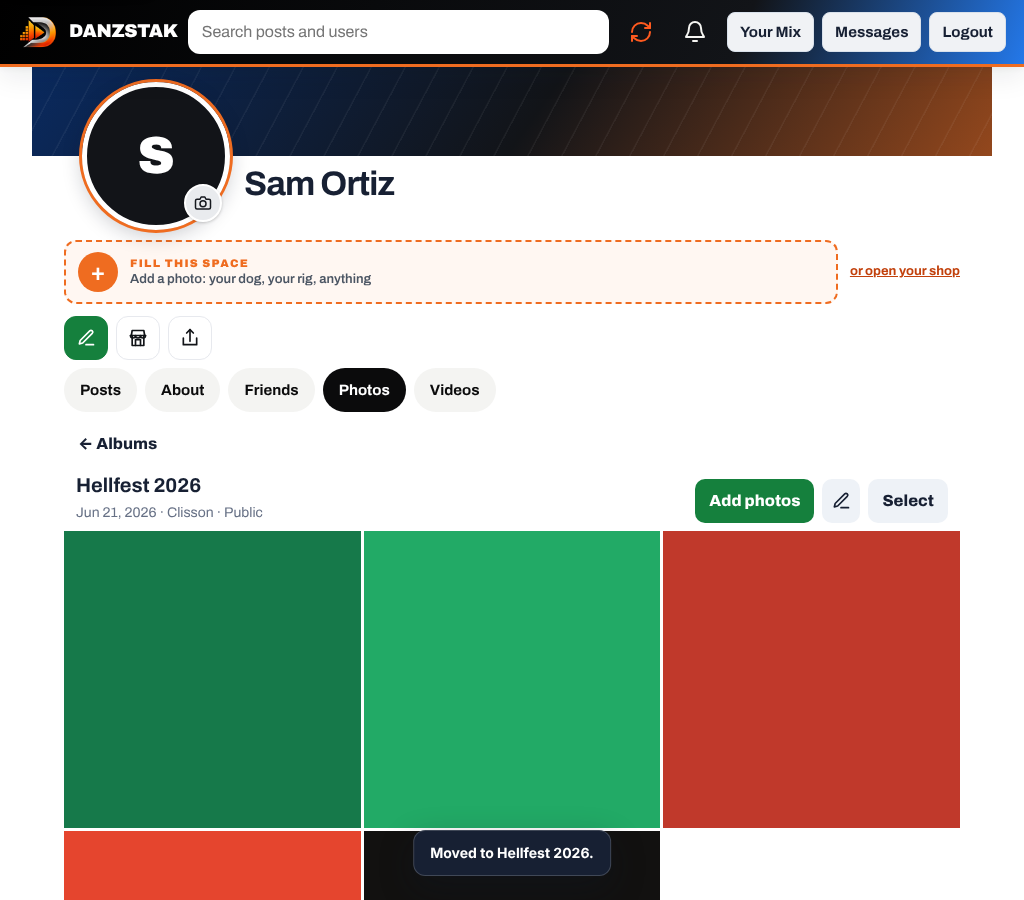 DANZSTAK
Search posts and users
Your Mix
Messages
Logout
S
Sam Ortiz
+
FILL THIS SPACE
Add a photo: your dog, your rig, anything
or open your shop
Posts
About
Friends
Photos
Videos
← Albums
Hellfest 2026
Jun 21, 2026 · Clisson · Public
Add photos
Select
Moved to Hellfest 2026.